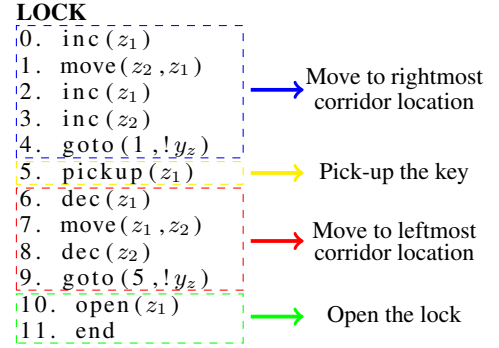 LOCK
0. inc(z₁)
1. move(z₂,z₁)
2. inc(z₁)
3. inc(z₂)
4. goto(1,!y_z)
5. pickup(z₁)
6. dec(z₁)
7. move(z₁,z₂)
8. dec(z₂)
9. goto(5,!y_z)
10. open(z₁)
11. end
Move to rightmost
corridor location
Pick-up the key
Move to leftmost
corridor location
Open the lock